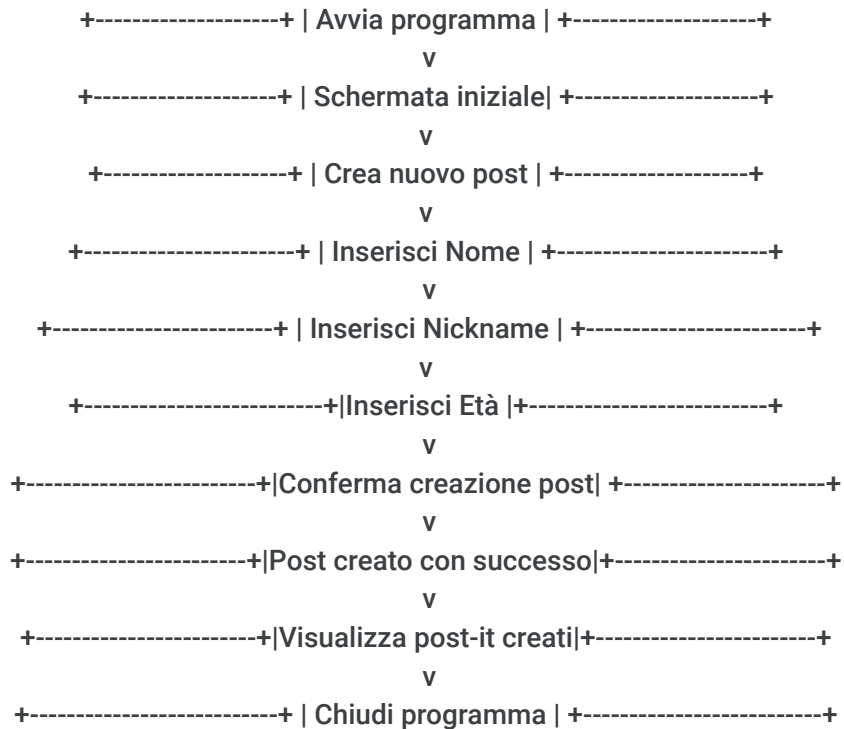 +--------------------+ | Avvia programma | +--------------------+
v
+--------------------+ | Schermata iniziale| +-------------------+
v
+-------------------+ | Crea nuovo post | +-------------------+
v
+----------------------+ | Inserisci Nome | +----------------------+
v
+-----------------------+ | Inserisci Nickname | +-----------------------+
v
+-------------------------+|Inserisci Età |+-------------------------+
v
+-------------------------+|Conferma creazione post| +---------------------+
v
+-----------------------+|Post creato con successo|+-----------------------+
v
+-----------------------+|Visualizza post-it creati|+-----------------------+
v
+--------------------------+ | Chiudi programma | +-------------------------+